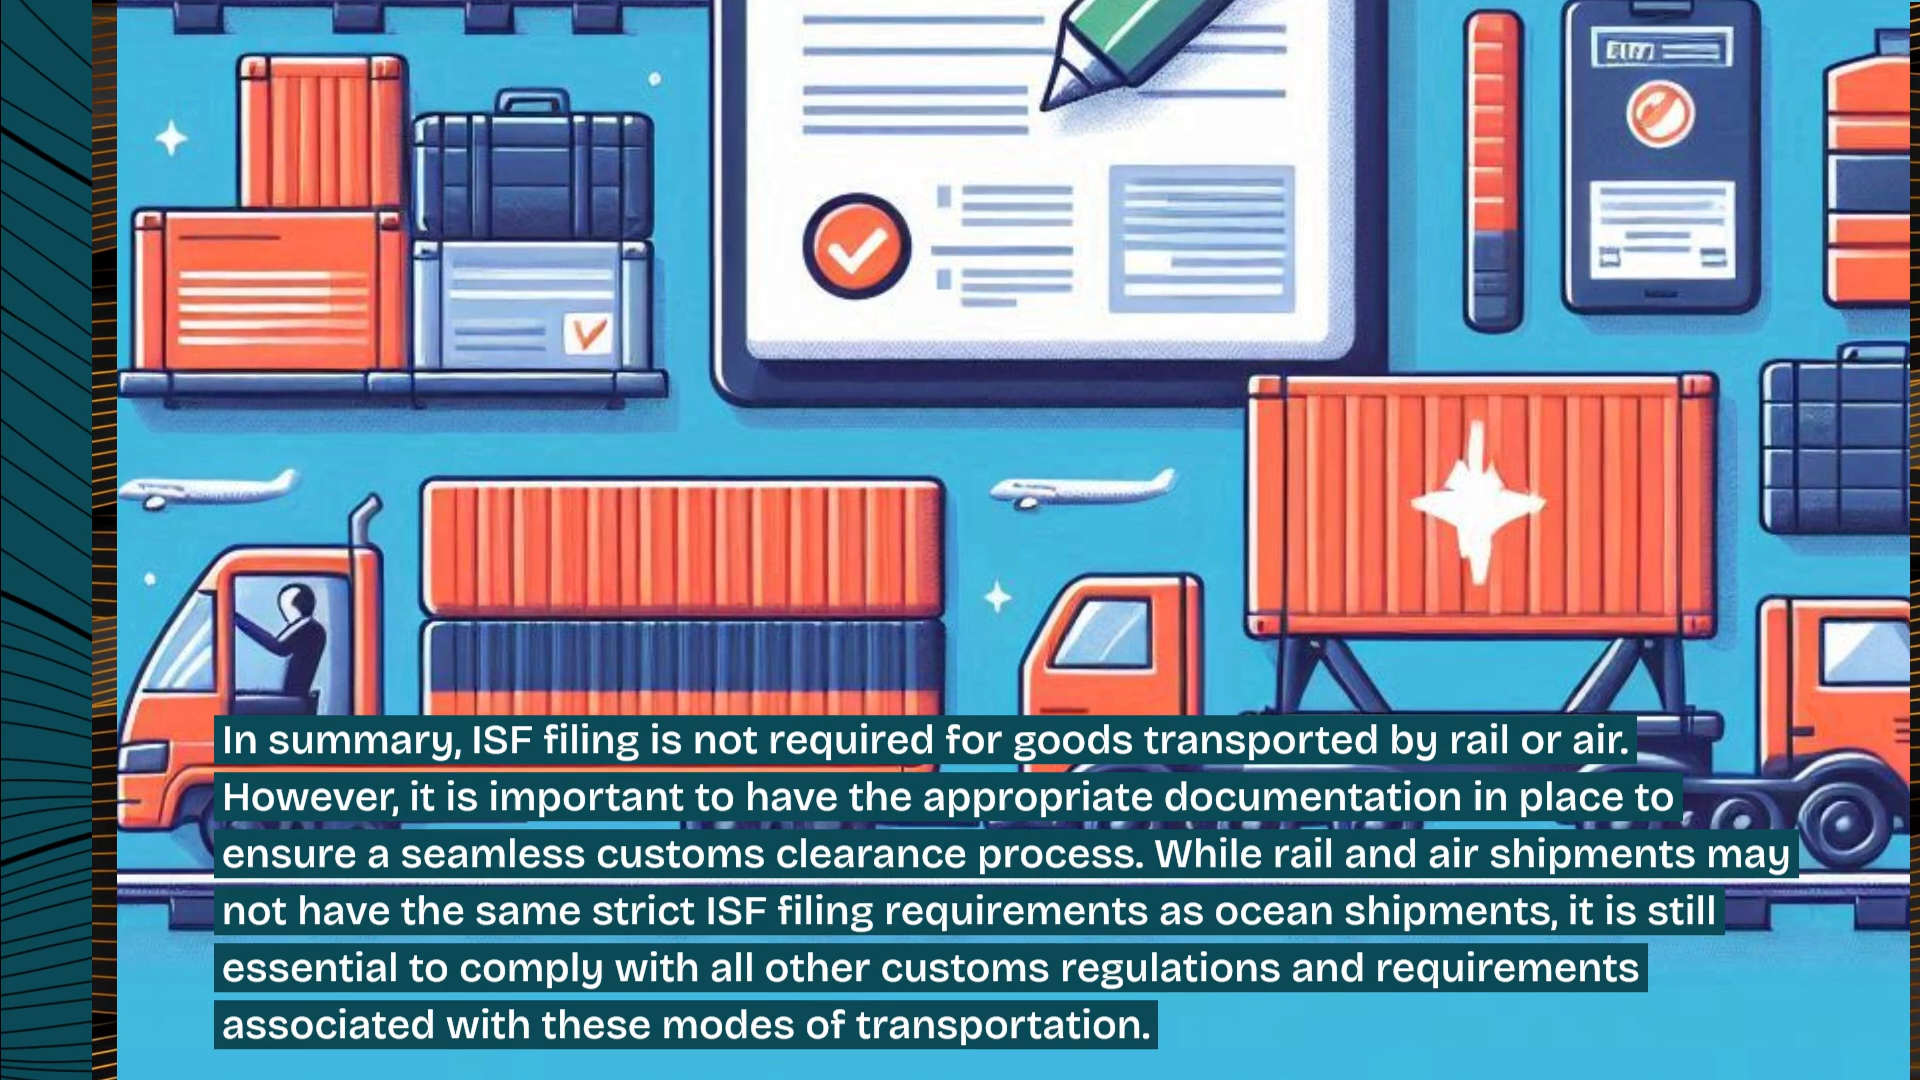 In summary, ISF filing is not required for goods transported by rail or air.
However, it is important to have the appropriate documentation in place to
ensure a seamless customs clearance process. While rail and air shipments may
not have the same strict ISF filing requirements as ocean shipments, it is still
essential to comply with all other customs regulations and requirements
associated with these modes of transportation.